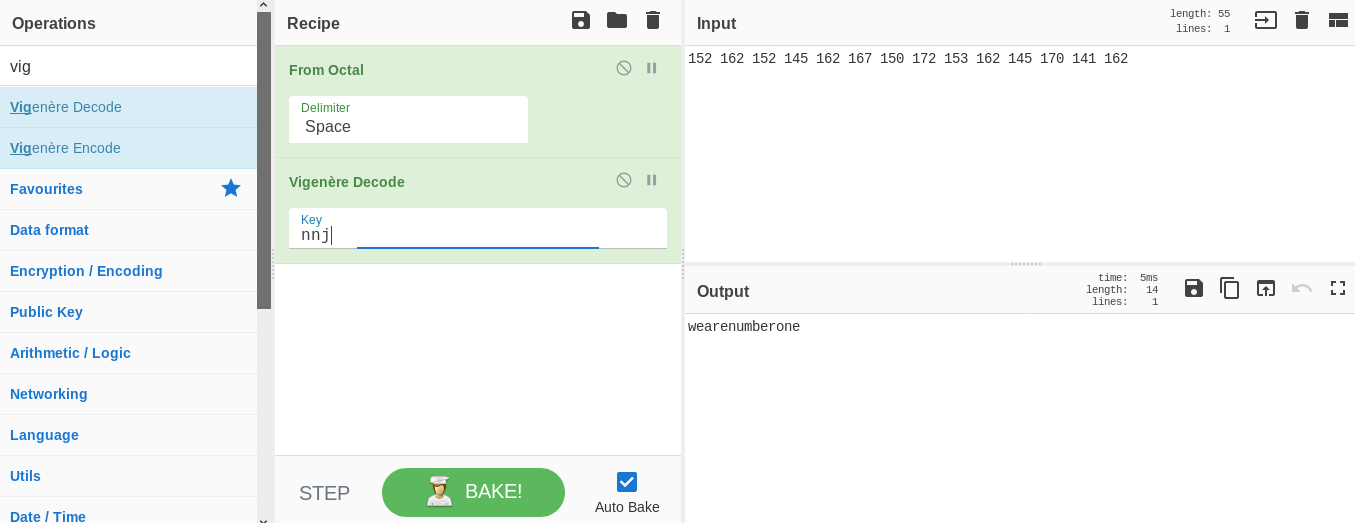 Operations
vig
Vigenère Decode
Vigenère Encode
Favourites
Data format
Encryption / Encoding
Public Key
Arithmetic / Logic
Networking
Language
Utils
Date / Time
Recipe
From Octal
Delimiter
Space
Vigenère Decode
Key
nnj
STEP
BAKE!
Auto Bake
Input
length: 55
lines: 1
152 162 152 145 162 167 150 172 153 162 145 170 141 162
Output
time: 5ms
length: 14
lines: 1
wearenumberone